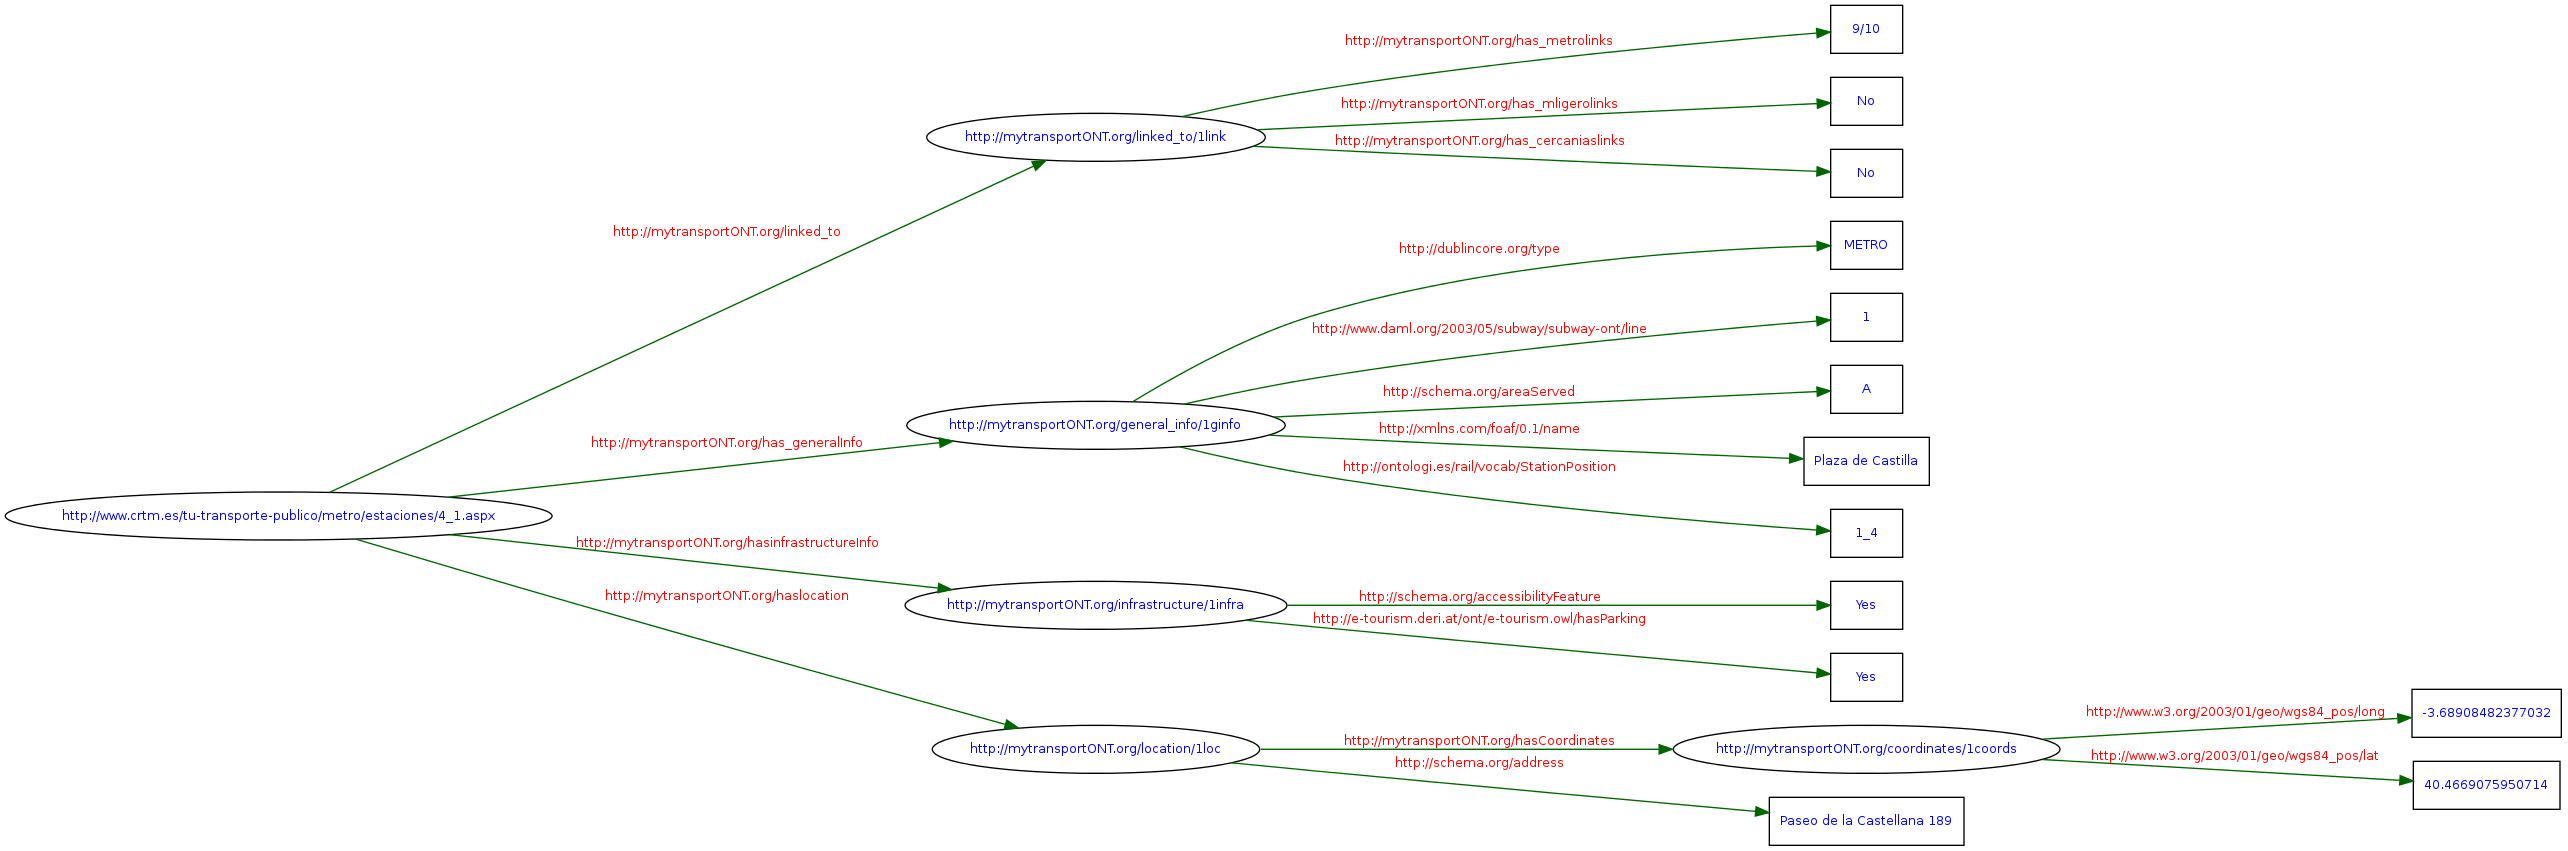 http://mytransportONT.org/has_metrolinks
9/10
http://mytransportONT.org/has_mligerolinks
No
http://mytransportONT.org/linked_to/1link
http://mytransportONT.org/has_cercaniaslinks
No
http://mytransportONT.org/linked_to
http://dublincore.org/type
METRO
http://www.daml.org/2003/05/subway/subway-ont/line
1
http://schema.org/areaServed
A
http://mytransportONT.org/has_generalInfo
http://mytransportONT.org/general_info/1ginfo
http://xmlns.com/foaf/0.1/name
Plaza de Castilla
http://ontologi.es/rail/vocab/StationPosition
1_4
http://www.crtm.es/tu-transporte-publico/metro/estaciones/4_1.aspx
http://mytransportONT.org/hasinfrastructureInfo
http://mytransportONT.org/infrastructure/1infra
http://schema.org/accessibilityFeature
Yes
http://e-tourism.deri.at/ont/e-tourism.owl/hasParking
Yes
http://mytransportONT.org/haslocation
http://mytransportONT.org/location/1loc
http://mytransportONT.org/hasCoordinates
http://mytransportONT.org/coordinates/1coords
http://www.w3.org/2003/01/geo/wgs84_pos/long
-3.68908482377032
http://www.w3.org/2003/01/geo/wgs84_pos/lat
40.4669075950714
http://schema.org/address
Paseo de la Castellana 189